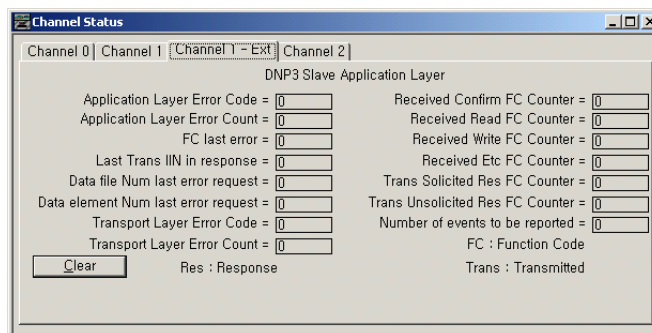 Channel Status
Channel 0 Channel 1 Channel 1 - Ext Channel 2
DNP3 Slave Application Layer
Application Layer Error Code = 0 Received Confirm FC Counter = 0
Application Layer Error Count = 0 Received Read FC Counter = 0
FC last error = 0 Received Write FC Counter = 0
Last Trans IIN in response = 0 Received Etc FC Counter = 0
Data file Num last error request = 0 Trans Solicited Res FC Counter = 0
Data element Num last error request = 0 Trans Unsolicited Res FC Counter = 0
Transport Layer Error Code = 0 Number of events to be reported = 0
Transport Layer Error Count = 0 FC : Function Code
Clear Res : Response Trans : Transmitted